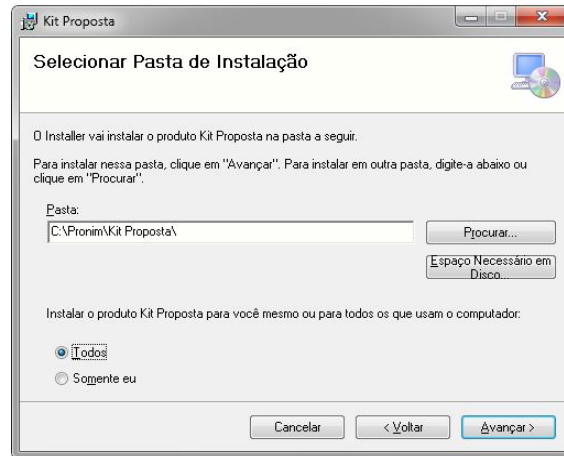 Kit Proposta
Selecionar Pasta de Instalação
O Installer vai instalar o produto Kit Proposta na pasta a seguir.
Para instalar nessa pasta, clique em "Avançar". Para instalar em outra pasta, digite-a abaixo ou
clique em "Procurar".
Pasta:
C:\Pronim\Kit Proposta\
Procurar...
Espaço Necessário em
Disco...
Instalar o produto Kit Proposta para você mesmo ou para todos os que usam o computador:
Todos
Somente eu
Cancelar
< Voltar
Avançar >